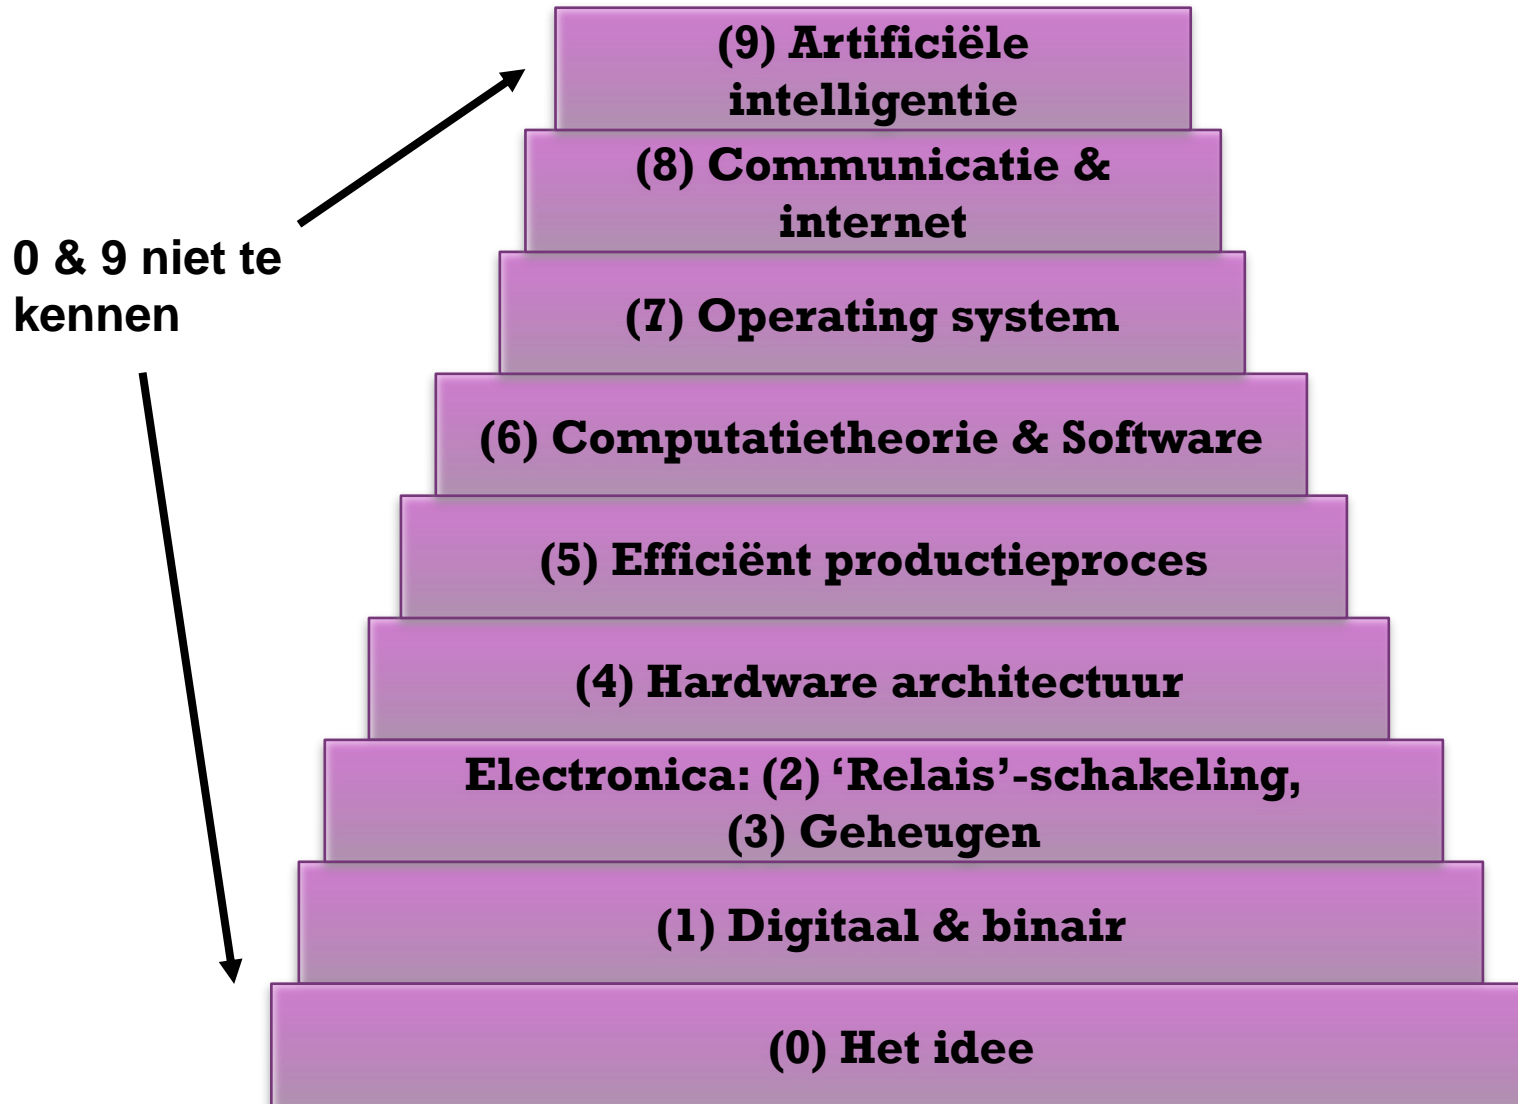 (9) Artificiële
intelligentie
(8) Communicatie &
internet
0 & 9 niet te
kennen
(7) Operating system
(6) Computatietheorie & Software
(5) Efficiënt productieproces
(4) Hardware architectuur
Electronica: (2) ‘Relais’-schakeling,
(3) Geheugen
(1) Digitaal & binair
(0) Het idee